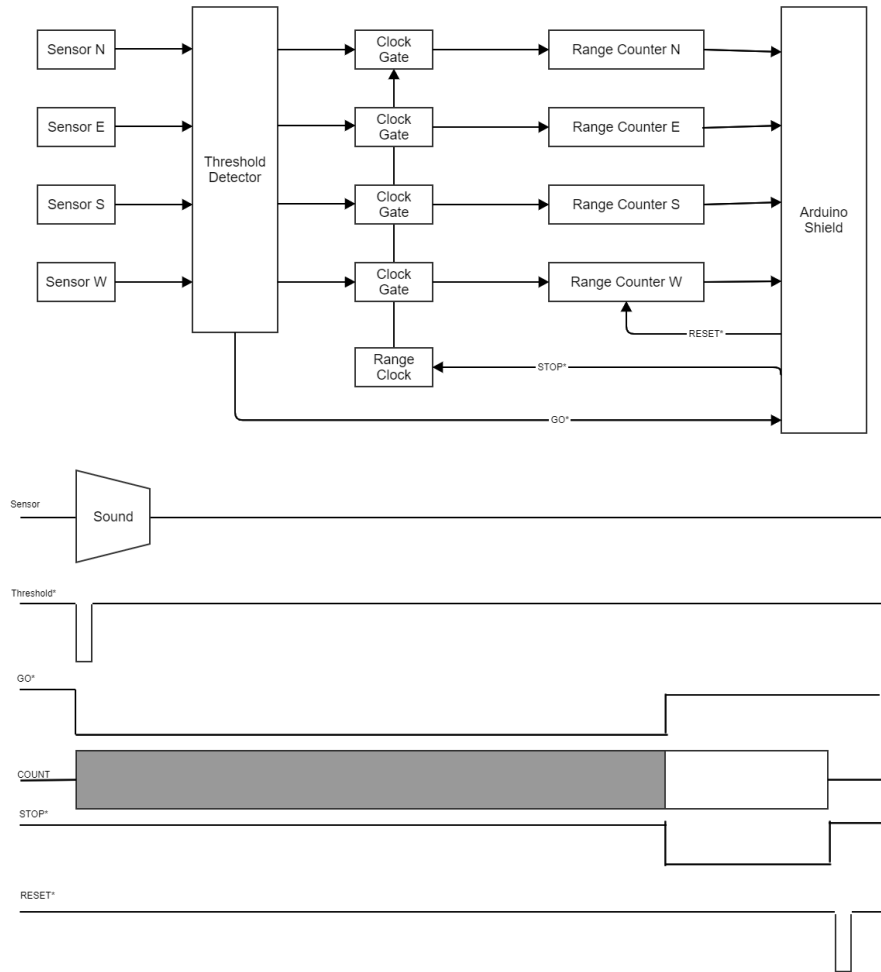 Sensor N
Clock
Gate
Range Counter N
Sensor E
Clock
Gate
Range Counter E
Threshold
Detector
Sensor S
Clock
Gate
Range Counter S
Arduino
Shield
Sensor W
Clock
Gate
Range Counter W
RESET*
Range
Clock
STOP*
GO*
Sensor
Sound
Threshold*
GO*
COUNT
STOP*
RESET*